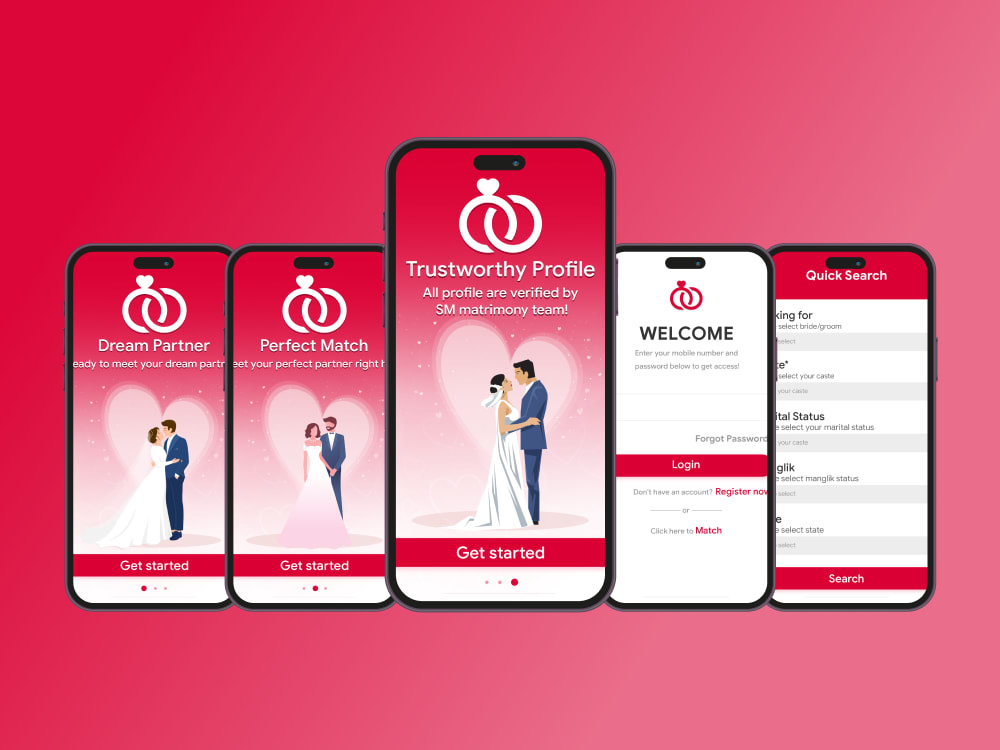 Dream Partner
eady to meet your dream partn
Get started
Perfect Match
eet your perfect partner right h
Get started
Trustworthy Profile
All profile are verified by
SM matrimony team!
Get started
WELCOME
Enter your mobile number and
password below to get access!
Forgot Password
Login
Don't have an account? Register now
or
Click here to Match
Quick Search
king for
select bride/groom
select
te*
select your caste
your caste
ital Status
e select your marital status
your caste
glik
e select manglik status
select
e
e select state
select
Search